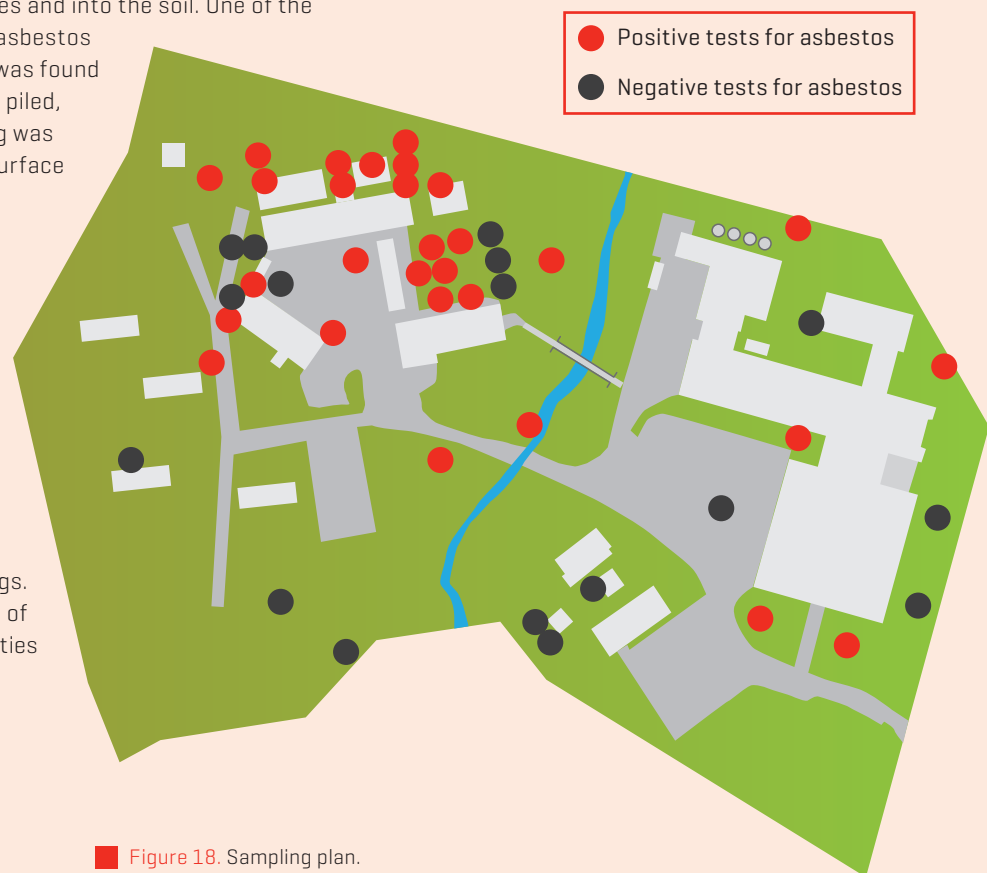 es and into the soil. One of the
asbestos
was found
piled,
g was
urface
Positive tests for asbestos
Negative tests for asbestos
gs.
of
ties
Figure 18. Sampling plan.